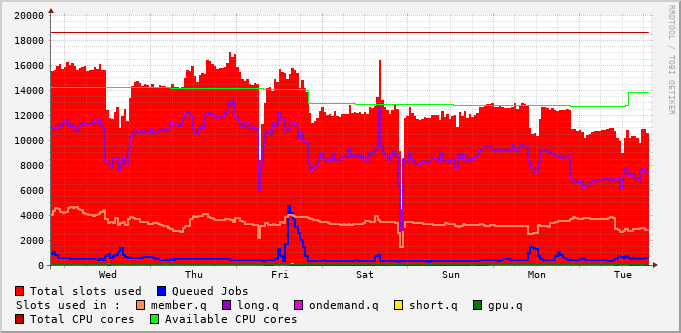 RRDTOOL / TOBI OETIKER
20000
18000
16000
14000
12000
10000
8000
6000
4000
2000
0
Wed Thu Fri Sat Sun Mon Tue
Total slots used Queued Jobs
Slots used in : member.q long.q ondemand.q short.q gpu.q
Total CPU cores Available CPU cores